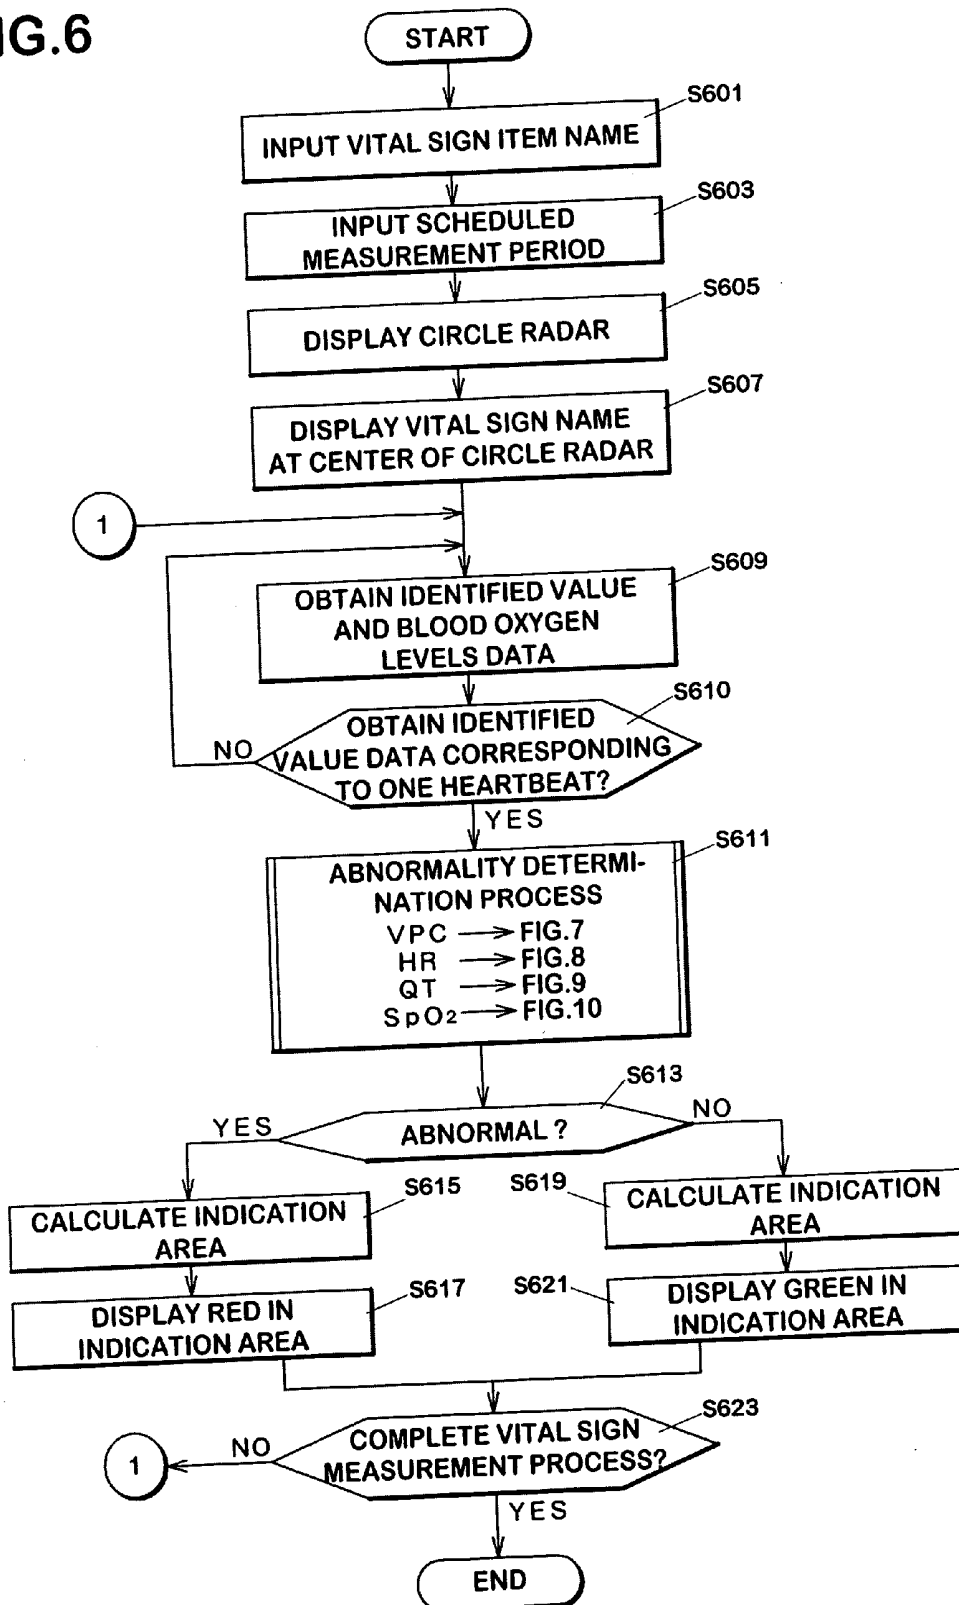 IG.6
START
S601
INPUT VITAL SIGN ITEM NAME
S603
INPUT SCHEDULED
MEASUREMENT PERIOD
S605
DISPLAY CIRCLE RADAR
S607
DISPLAY VITAL SIGN NAME
AT CENTER OF CIRCLE RADAR
1
S609
OBTAIN IDENTIFIED VALUE
AND BLOOD OXYGEN
LEVELS DATA
S610
OBTAIN IDENTIFIED
VALUE DATA CORRESPONDING
TO ONE HEARTBEAT?
NO
YES
S611
ABNORMALITY DETERMI-
NATION PROCESS
VPC → FIG.7
HR → FIG.8
QT → FIG.9
SpO2 → FIG.10
S613
ABNORMAL ?
YES
NO
S615
CALCULATE INDICATION
AREA
S619
CALCULATE INDICATION
AREA
S617
DISPLAY RED IN
INDICATION AREA
S621
DISPLAY GREEN IN
INDICATION AREA
S623
COMPLETE VITAL SIGN
MEASUREMENT PROCESS?
NO
1
YES
END